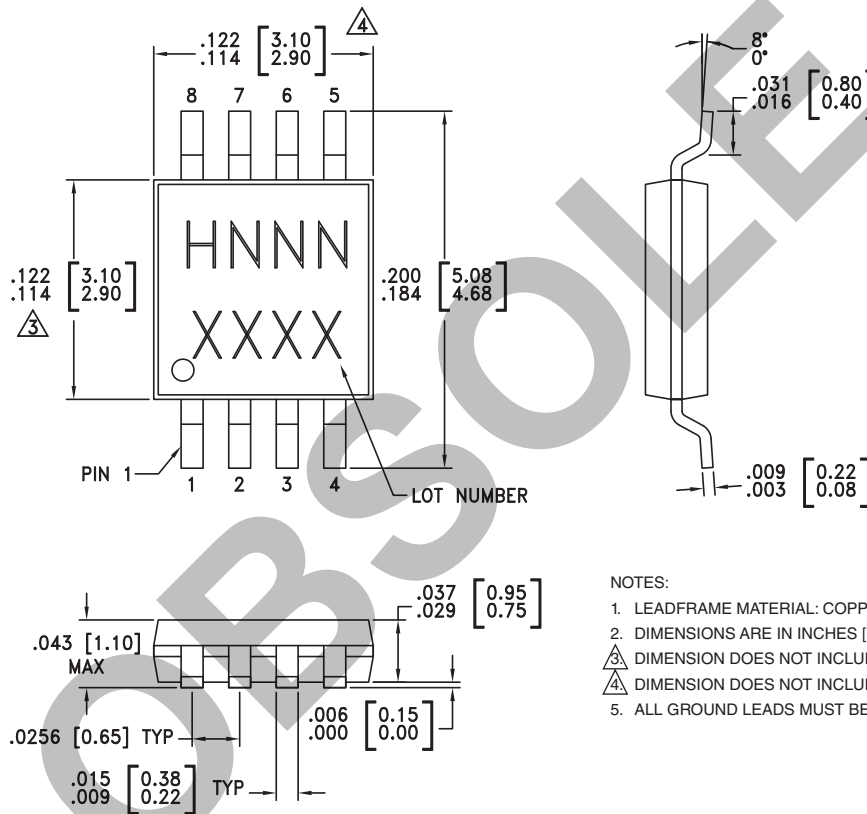 .122 [3.10]
.114 [2.90]
4
8 7 6 5
HNNN
XXXX
.122 [3.10]
.114 [2.90]
3
.200 [5.08]
.184 [4.68]
PIN 1
1 2 3 4
LOT NUMBER
8°
0°
.031 [0.80]
.016 [0.40]
.009 [0.22]
.003 [0.08]
.043 [1.10]
MAX
.037 [0.95]
.029 [0.75]
.0256 [0.65] TYP
.006 [0.15]
.000 [0.00]
.015 [0.38]
.009 [0.22]
TYP
NOTES:
1. LEADFRAME MATERIAL: COPP
2. DIMENSIONS ARE IN INCHES [
3. DIMENSION DOES NOT INCLU
4. DIMENSION DOES NOT INCLU
5. ALL GROUND LEADS MUST BE
OBSOLE